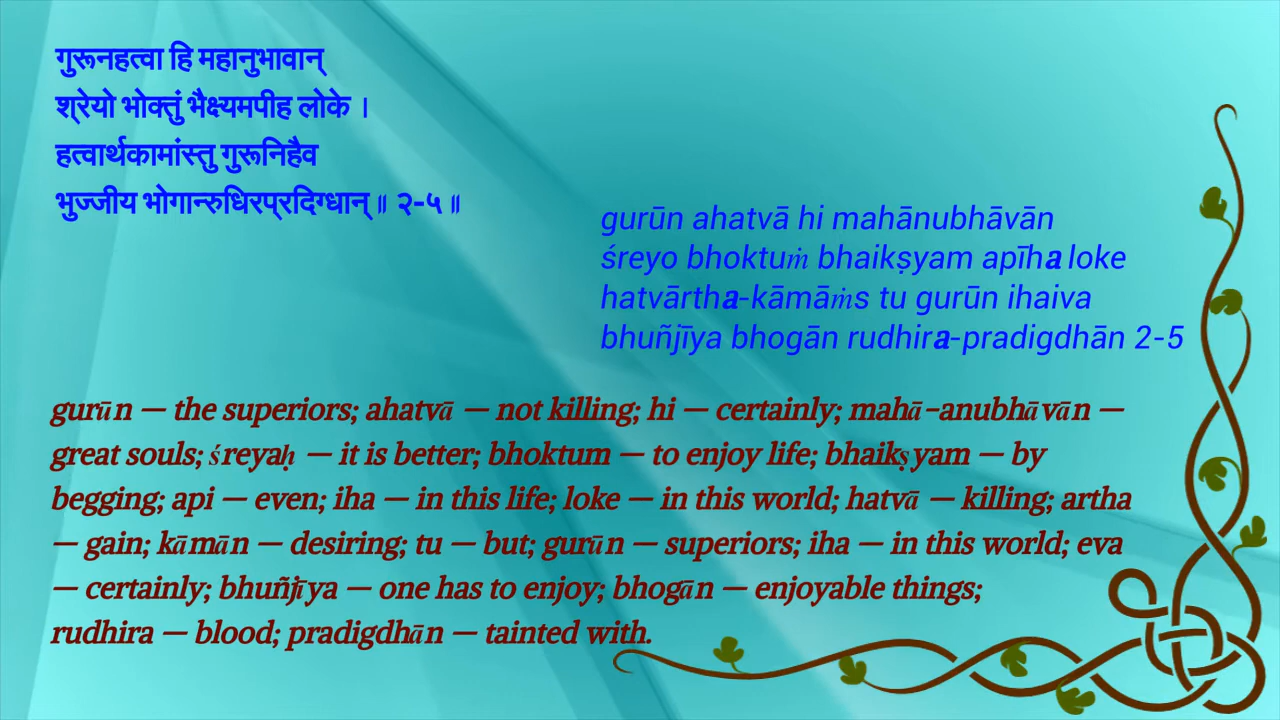 गुरूनहत्वा हि महानुभावान्
श्रेयो भोक्तुं भैक्ष्यमपीह लोके ।
हत्वार्थकामांस्तु गुरूनिहैव
भुज्जीय भोगान्रुधिरप्रदिग्धान् ॥ २-५ ॥
gurūn ahatvā hi mahānubhāvān
śreyo bhoktuṁ bhaikṣyam apīha loke
hatvārtha-kāmāṁs tu gurūn ihaiva
bhuñjīya bhogān rudhira-pradigdhān 2-5
gurūn — the superiors; ahatvā — not killing; hi — certainly; mahā-anubhāvān —
great souls; śreyaḥ — it is better; bhoktum — to enjoy life; bhaikṣyam — by
begging; api — even; iha — in this life; loke — in this world; hatvā — killing; artha
— gain; kāmān — desiring; tu — but; gurūn — superiors; iha — in this world; eva
— certainly; bhuñjīya — one has to enjoy; bhogān — enjoyable things;
rudhira — blood; pradigdhān — tainted with.